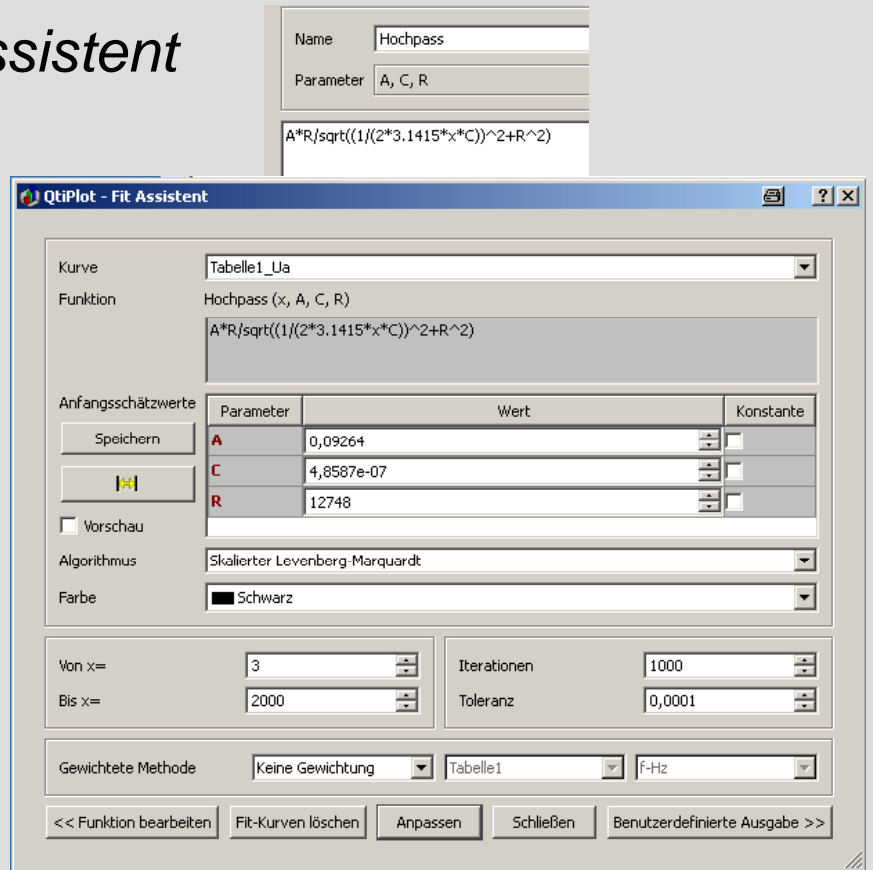 ssistent
Name Hochpass
Parameter A, C, R
A*R/sqrt((1/(2*3.1415*x*C))^2+R^2)
QtiPlot - Fit Assistent
Kurve Tabelle1_Ua
Funktion Hochpass (x, A, C, R)
A*R/sqrt((1/(2*3.1415*x*C))^2+R^2)
Anfangsschätzwerte
Parameter Wert Konstante
Speichern
A 0,09264
C 4,8587e-07
R 12748
Vorschau
Algorithmus Skalierter Levenberg-Marquardt
Farbe Schwarz
Von x= 3
Bis x= 2000
Iterationen 1000
Toleranz 0,0001
Gewichtete Methode Keine Gewichtung Tabelle1 f-Hz
<< Funktion bearbeiten Fit-Kurven löschen Anpassen Schließen Benutzerdefinierte Ausgabe >>